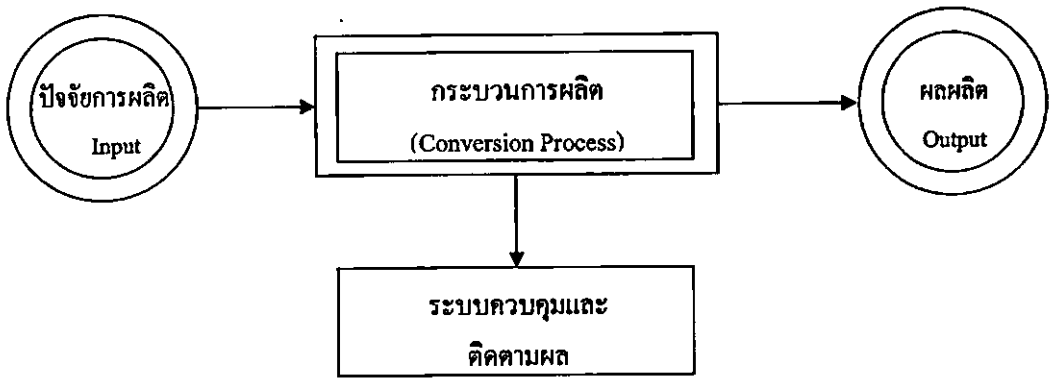 ปัจจัยการผลิต
Input
กระบวนการผลิต
(Conversion Process)
ผลผลิต
Output
ระบบควบคุมและ
ติดตามผล